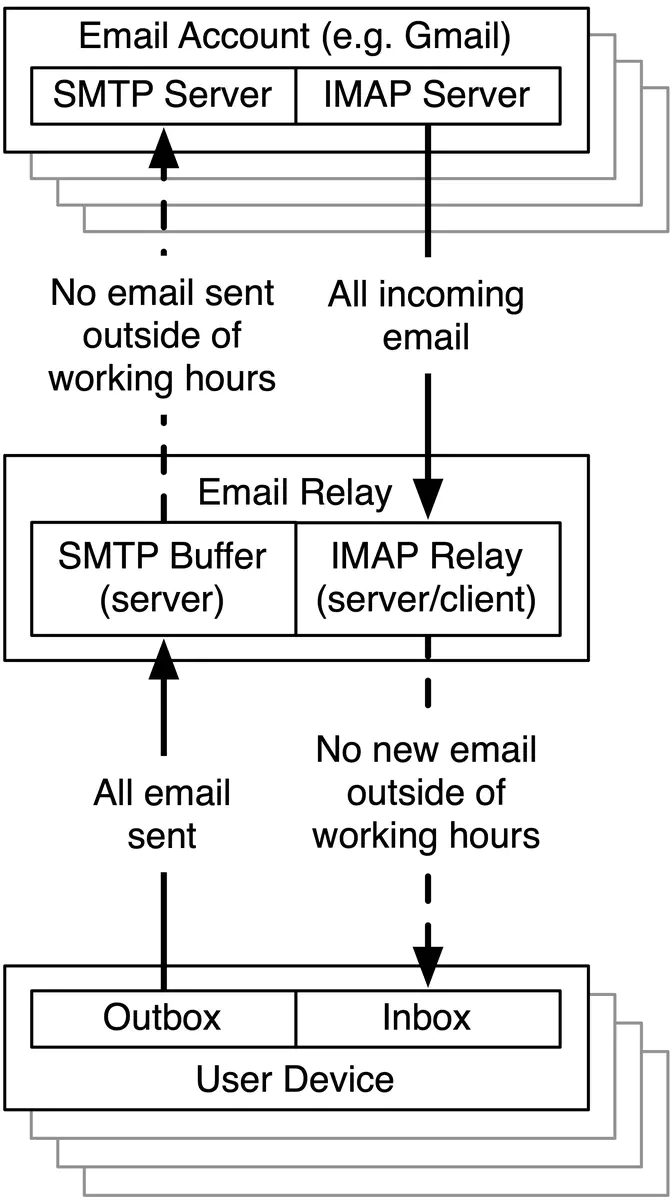 Email Account (e.g. Gmail)
SMTP Server
IMAP Server
No email sent
outside of
working hours
All incoming
email
Email Relay
SMTP Buffer
(server)
IMAP Relay
(server/client)
All email
sent
No new email
outside of
working hours
Outbox
Inbox
User Device